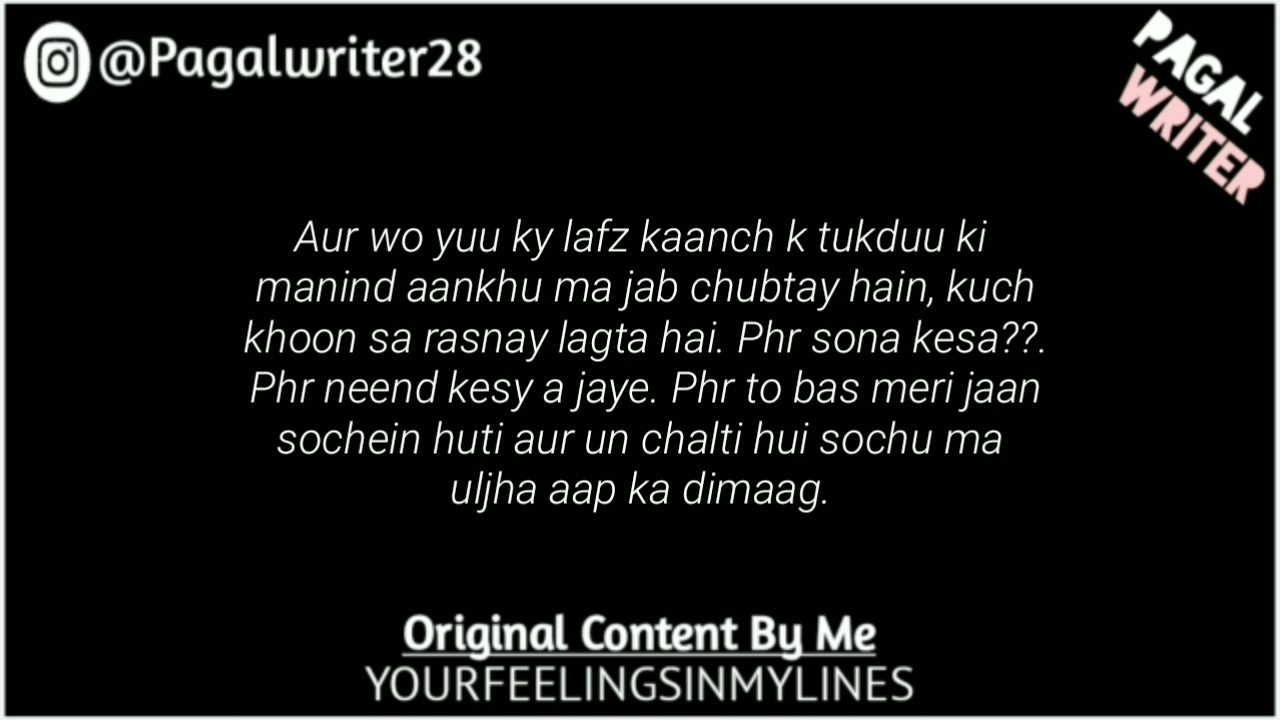 @Pagalwriter28
PAGAL
WRITER
Aur wo yuu ky lafz kaanch k tukduu ki
manind aankhu ma jab chubtay hain, kuch
khoon sa rasnay lagta hai. Phr sona kesa??.
Phr neend kesy a jaye. Phr to bas meri jaan
sochein huti aur un chalti hui sochu ma
uljha aap ka dimaag.
Original Content By Me
YOURFEELINGSINMYLINES